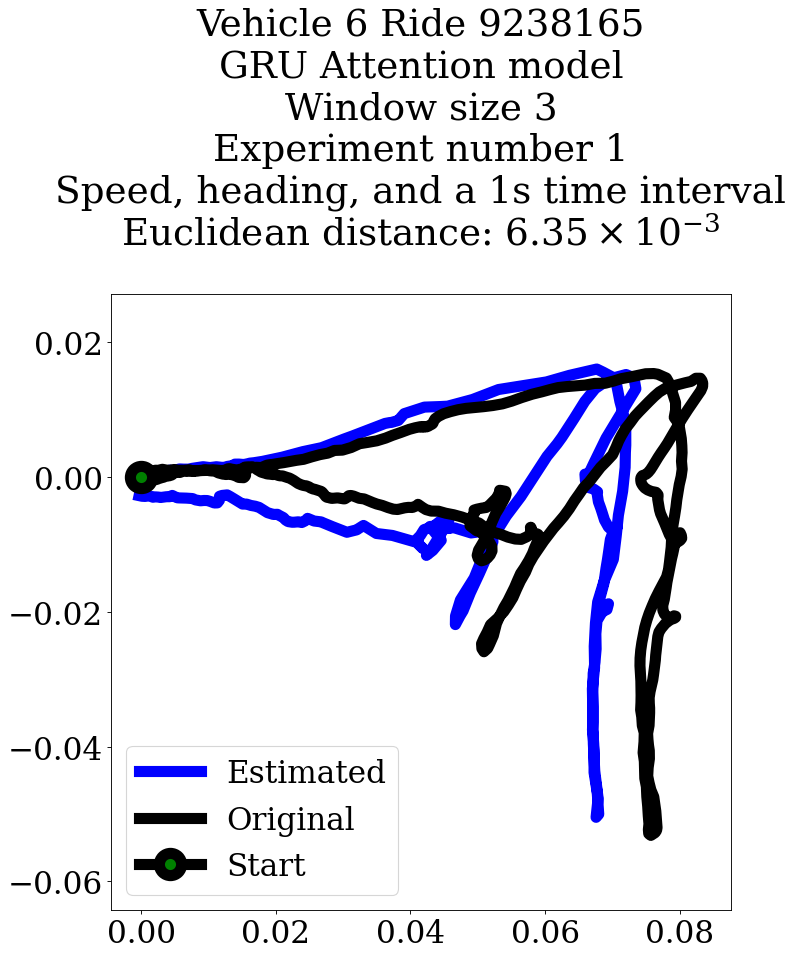 Vehicle 6 Ride 9238165
GRU Attention model
Window size 3
Experiment number 1
Speed, heading, and a 1s time interval
Euclidean distance: 6.35 × 10⁻³
0.02
0.00
−0.02
−0.04
−0.06
Estimated
Original
Start
0.00 0.02 0.04 0.06 0.08